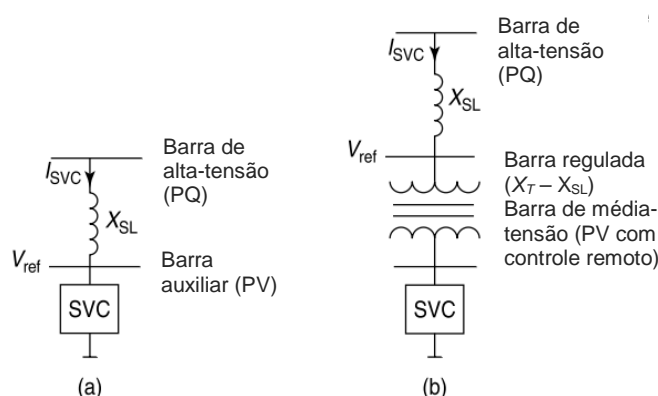 Barra de
alta-tensão
(PQ)
I_SVC
X_SL
V_ref
Barra
auxiliar (PV)
SVC
(a)
Barra de
alta-tensão
(PQ)
I_SVC
X_SL
V_ref
Barra regulada
(X_T – X_SL)
Barra de média-
tensão (PV com
controle remoto)
SVC
(b)